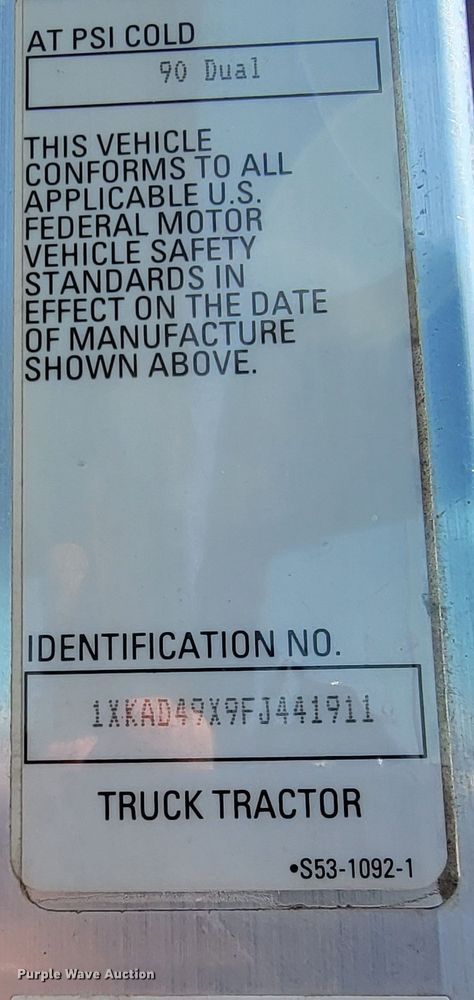 AT PSI COLD
90 Dual
THIS VEHICLE
CONFORMS TO ALL
APPLICABLE U.S.
FEDERAL MOTOR
VEHICLE SAFETY
STANDARDS IN
EFFECT ON THE DATE
OF MANUFACTURE
SHOWN ABOVE.
IDENTIFICATION NO.
1XKAD49X9FJ441911
TRUCK TRACTOR
•S53-1092-1
Purple Wave Auction